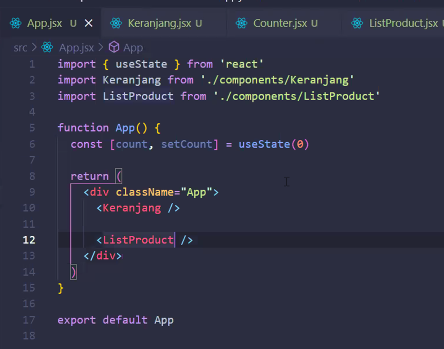 App.jsx U X Keranjang.jsx U Counter.jsx U ListProduct.jsx U
src > App.jsx > App
1 import { useState } from 'react'
2 import Keranjang from './components/Keranjang'
3 import ListProduct from './components/ListProduct'
4
5 function App() {
6 const [count, setCount] = useState(0)
7
8 return (
9 <div className="App">
10 <Keranjang />
11
12 <ListProduct />
13 </div>
14 )
15 }
16
17 export default App
18